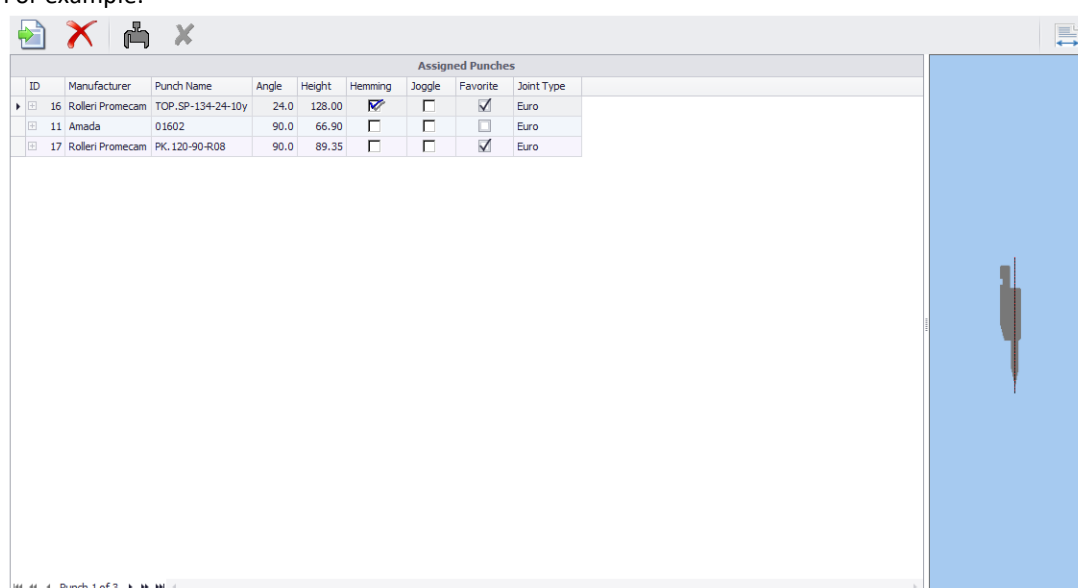 For example:
Assigned Punches
ID Manufacturer Punch Name Angle Height Hemming Joggle Favorite Joint Type
16 Rolleri Promecam TOP.SP-134-24-10y 24.0 128.00 Euro
11 Amada 01602 90.0 66.90 Euro
17 Rolleri Promecam PK.120-90-R08 90.0 89.35 Euro
Punch 1 of 3